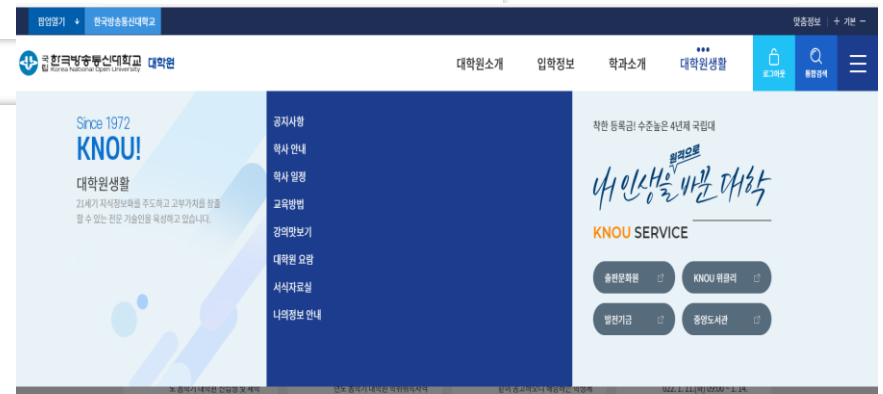 팝업열기
한국방송통신대학교
맞춤정보 + 기본 -
국립 한국방송통신대학교 대학원
Korea National Open University
대학원소개
입학정보
학과소개
대학원생활
로그아웃
통합검색
Since 1972
KNOU!
대학원생활
21세기 지식정보화를 주도하고 고부가치를 창출
할 수 있는 전문 기술인을 육성하고 있습니다.
공지사항
학사 안내
학사 일정
교육방법
강의맛보기
대학원 요람
서식자료실
나의정보 안내
착한 등록금! 수준높은 4년제 국립대
원격으로
내 인생을 바꾼 대학
KNOU SERVICE
출판문화원
KNOU 위클리
발전기금
중앙도서관
022. 1. 11.(화) 09:00 ~ 1. 14.